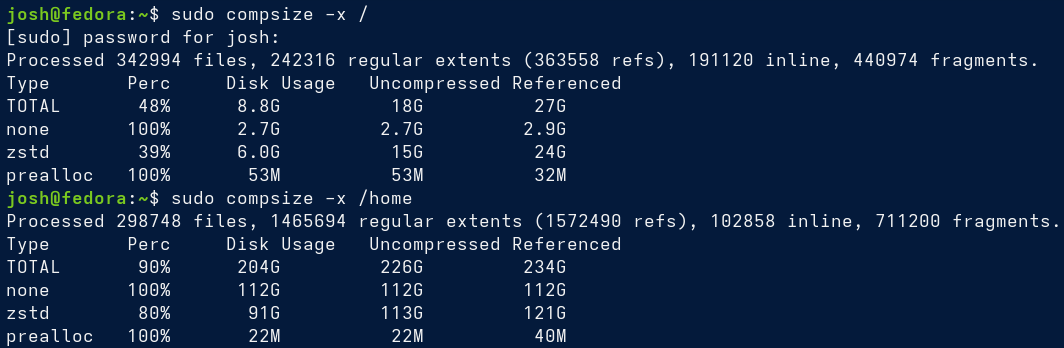 josh@fedora:~$ sudo compsize -x /
[sudo] password for josh:
Processed 342994 files, 242316 regular extents (363558 refs), 191120 inline, 440974 fragments.
Type       Perc     Disk Usage   Uncompressed Referenced
TOTAL       48%      8.8G          18G          27G
none       100%      2.7G         2.7G         2.9G
zstd        39%      6.0G          15G          24G
prealloc   100%       53M          53M          32M
josh@fedora:~$ sudo compsize -x /home
Processed 298748 files, 1465694 regular extents (1572490 refs), 102858 inline, 711200 fragments.
Type       Perc     Disk Usage   Uncompressed Referenced
TOTAL       90%      204G         226G         234G
none       100%      112G         112G         112G
zstd        80%       91G         113G         121G
prealloc   100%       22M          22M          40M